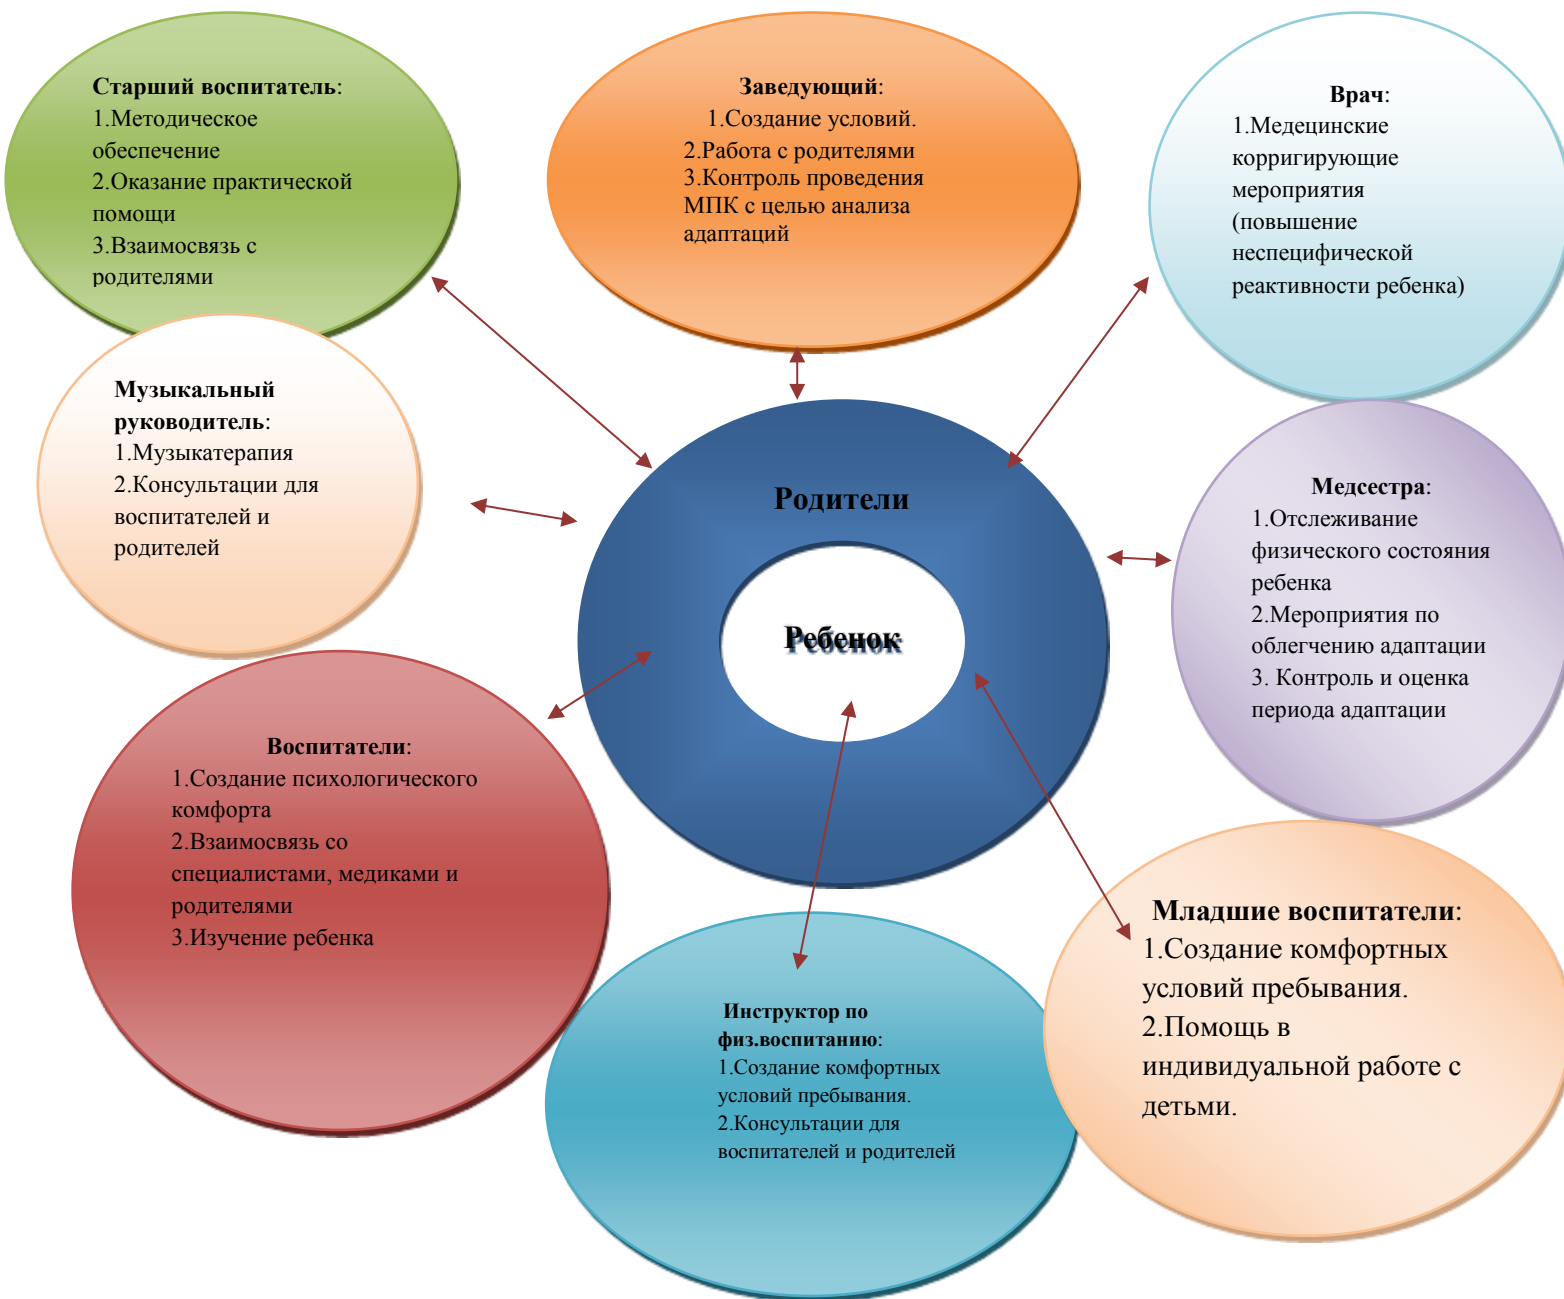 Старший воспитатель:
1.Методическое
обеспечение
2.Оказание практической
помощи
3.Взаимосвязь с
родителями
Заведующий:
1.Создание условий.
2.Работа с родителями
3.Контроль проведения
МПК с целью анализа
адаптаций
Врач:
1.Медецинские
корригирующие
мероприятия
(повышение
неспецифической
реактивности ребенка)
Музыкальный
руководитель:
1.Музыкатерапия
2.Консультации для
воспитателей и
родителей
Родители
Ребенок
Медсестра:
1.Отслеживание
физического состояния
ребенка
2.Мероприятия по
облегчению адаптации
3. Контроль и оценка
периода адаптации
Воспитатели:
1.Создание психологического
комфорта
2.Взаимосвязь со
специалистами, медиками и
родителями
3.Изучение ребенка
Инструктор по
физ.воспитанию:
1.Создание комфортных
условий пребывания.
2.Консультации для
воспитателей и родителей
Младшие воспитатели:
1.Создание комфортных
условий пребывания.
2.Помощь в
индивидуальной работе с
детьми.